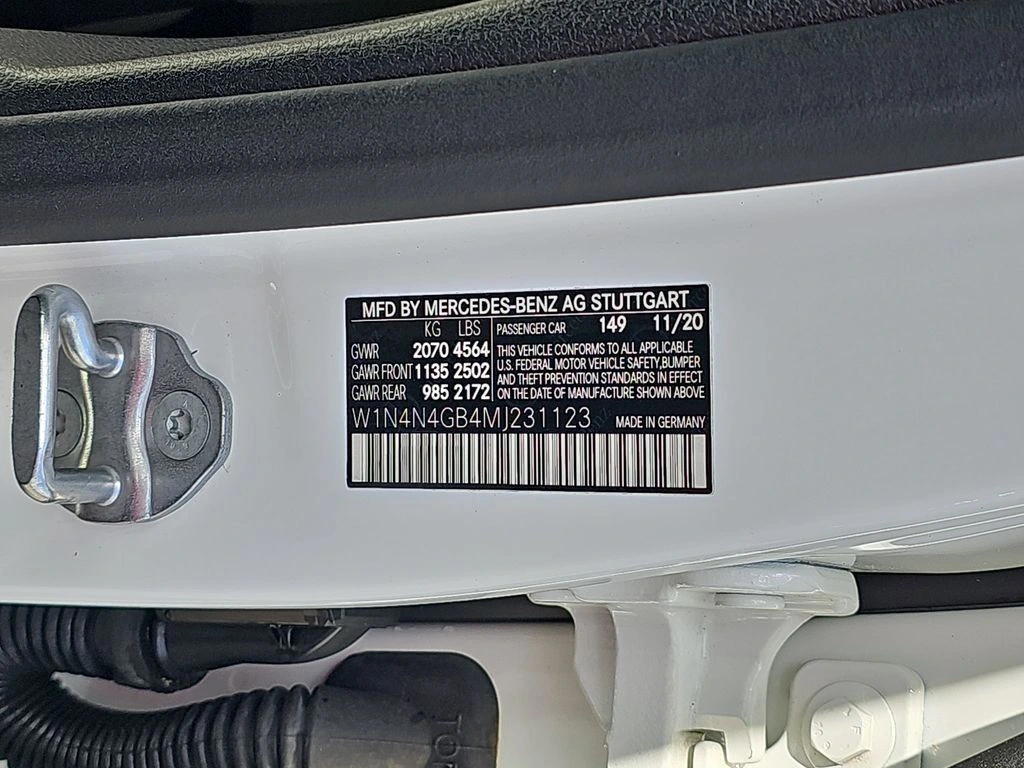 MFD BY MERCEDES-BENZ AG STUTTGART
KG LBS
GVWR 2070 4564
GAWR FRONT 1135 2502
GAWR REAR 985 2172
PASSENGER CAR 149 11/20
THIS VEHICLE CONFORMS TO ALL APPLICABLE
U.S. FEDERAL MOTOR VEHICLE SAFETY,BUMPER
AND THEFT PREVENTION STANDARDS IN EFFECT
ON THE DATE OF MANUFACTURE SHOWN ABOVE
W1N4N4GB4MJ231123 MADE IN GERMANY